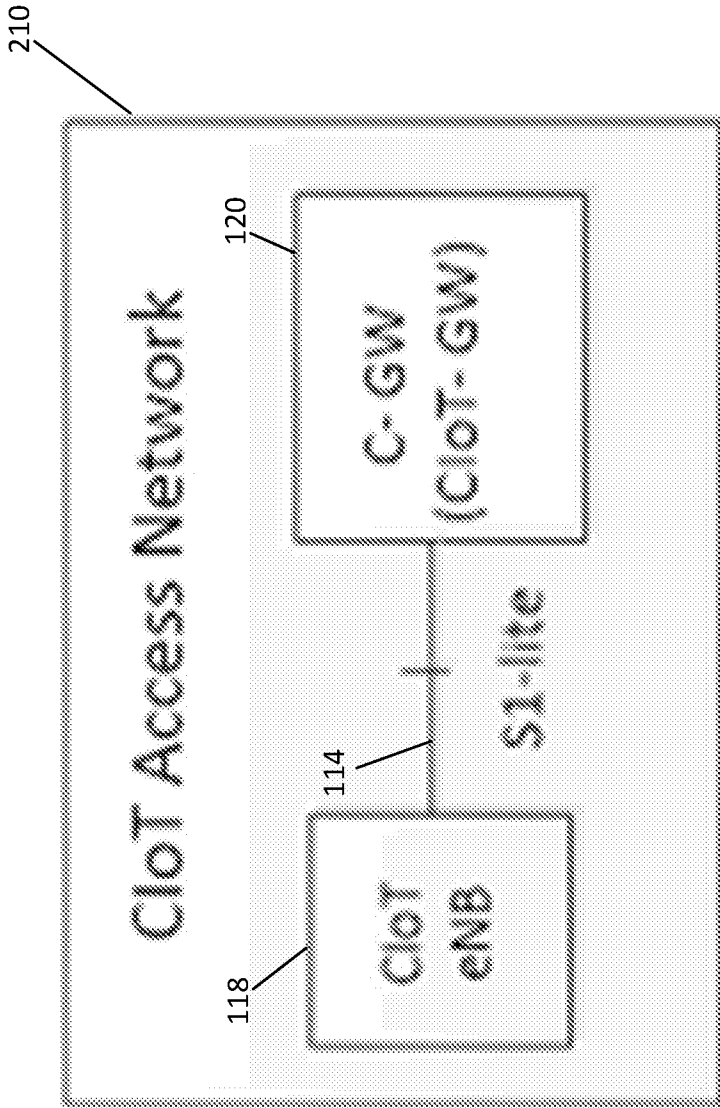 210
CIoT Access Network
118
CIoT
eNB
114
S1-lite
120
C- GW
(CIoT- GW)